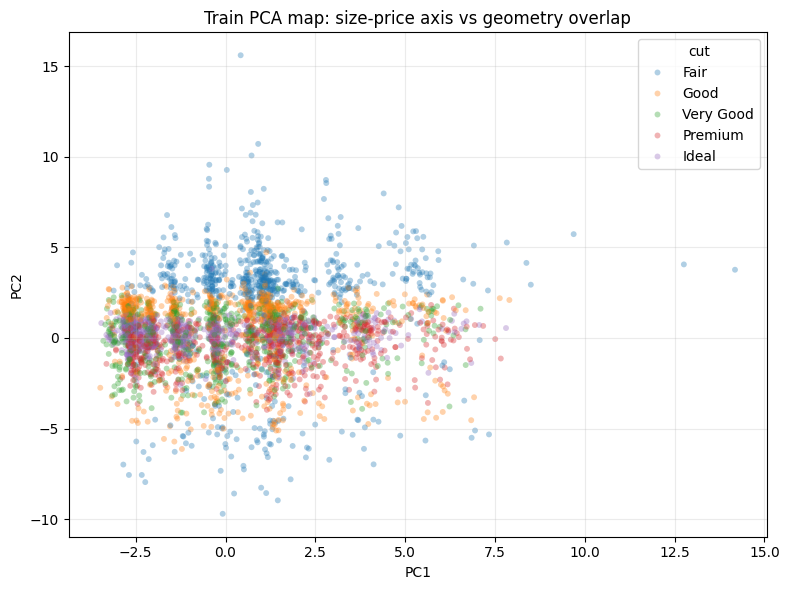 Train PCA map: size-price axis vs geometry overlap
cut
Fair
Good
Very Good
Premium
Ideal
15
10
5
0
−5
−10
PC2
−2.5 0.0 2.5 5.0 7.5 10.0 12.5 15.0
PC1